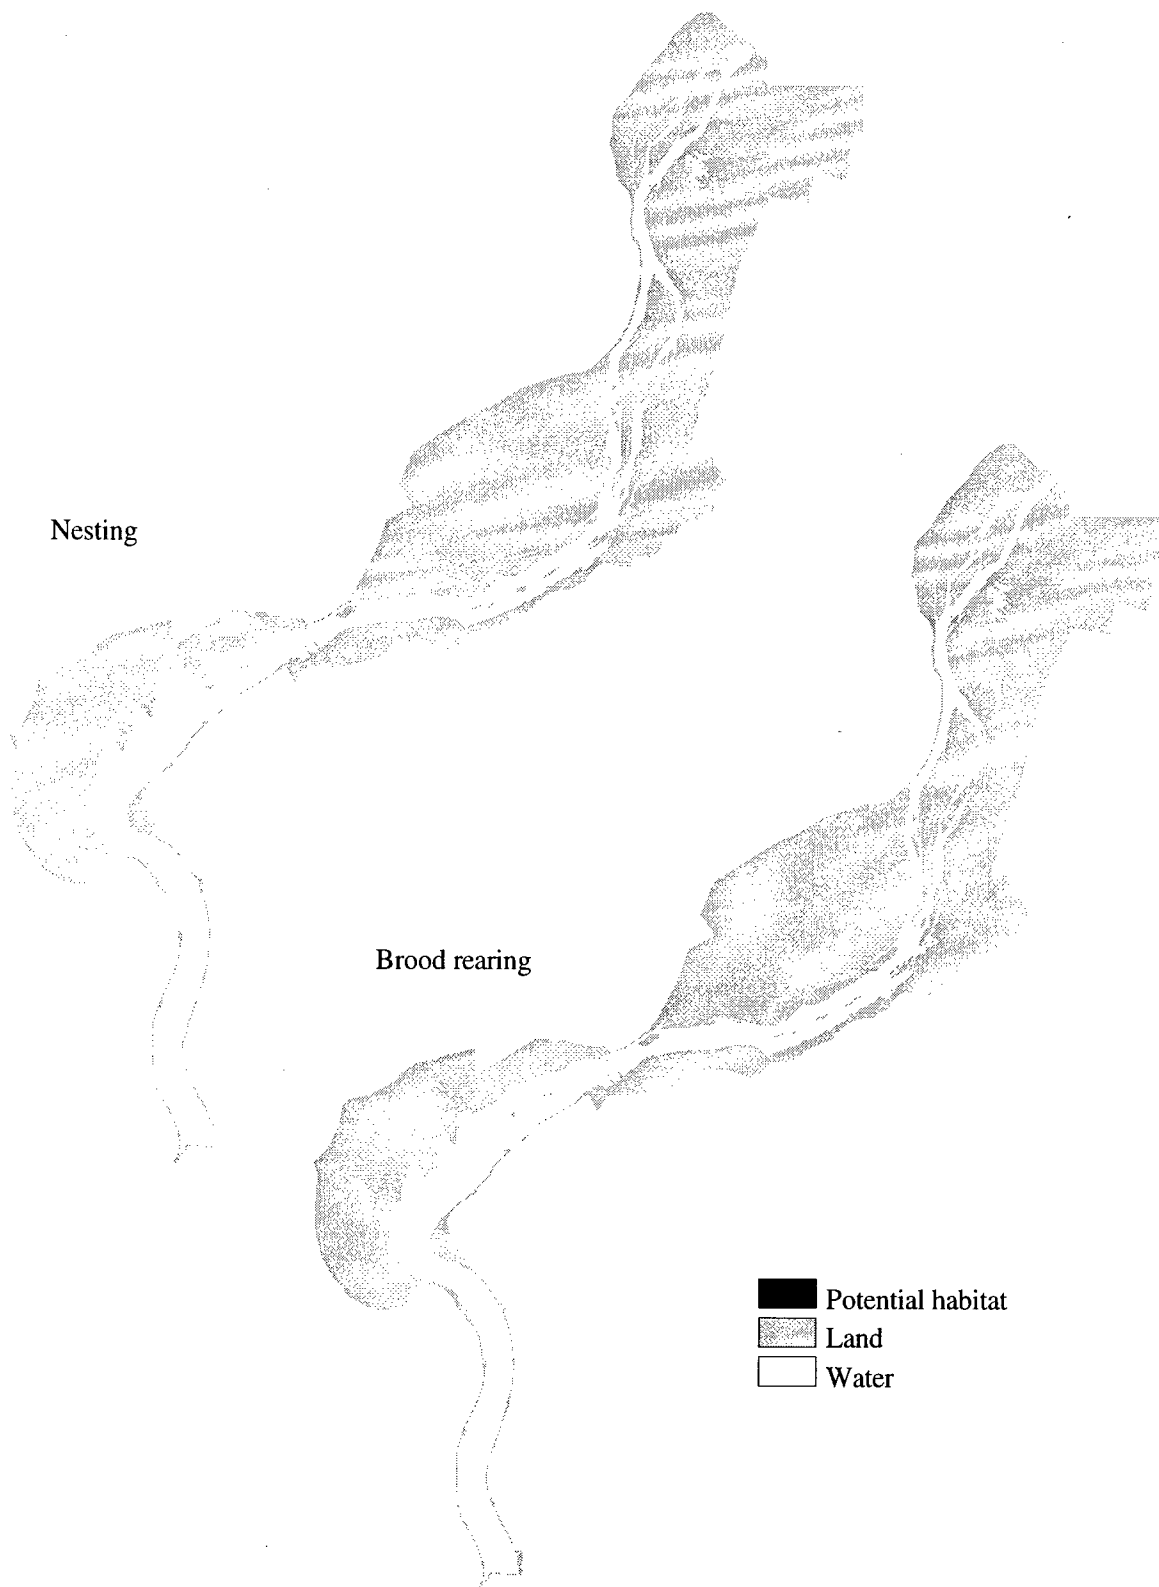 Nesting
Brood rearing
Potential habitat
Land
Water